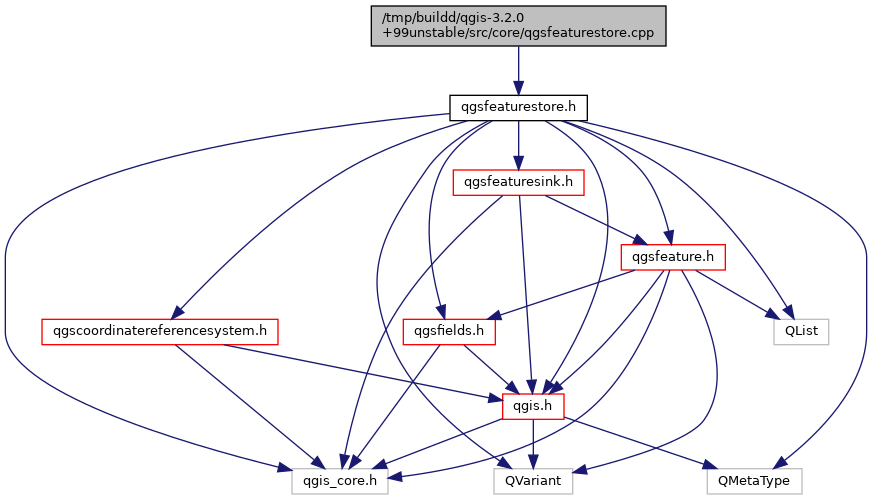 /tmp/buildd/qgis-3.2.0
+99unstable/src/core/qgsfeaturestore.cpp
qgsfeaturestore.h
qgsfeaturesink.h
qgsfeature.h
qgscoordinatereferencesystem.h
qgsfields.h
QList
qgis.h
qgis_core.h
QVariant
QMetaType